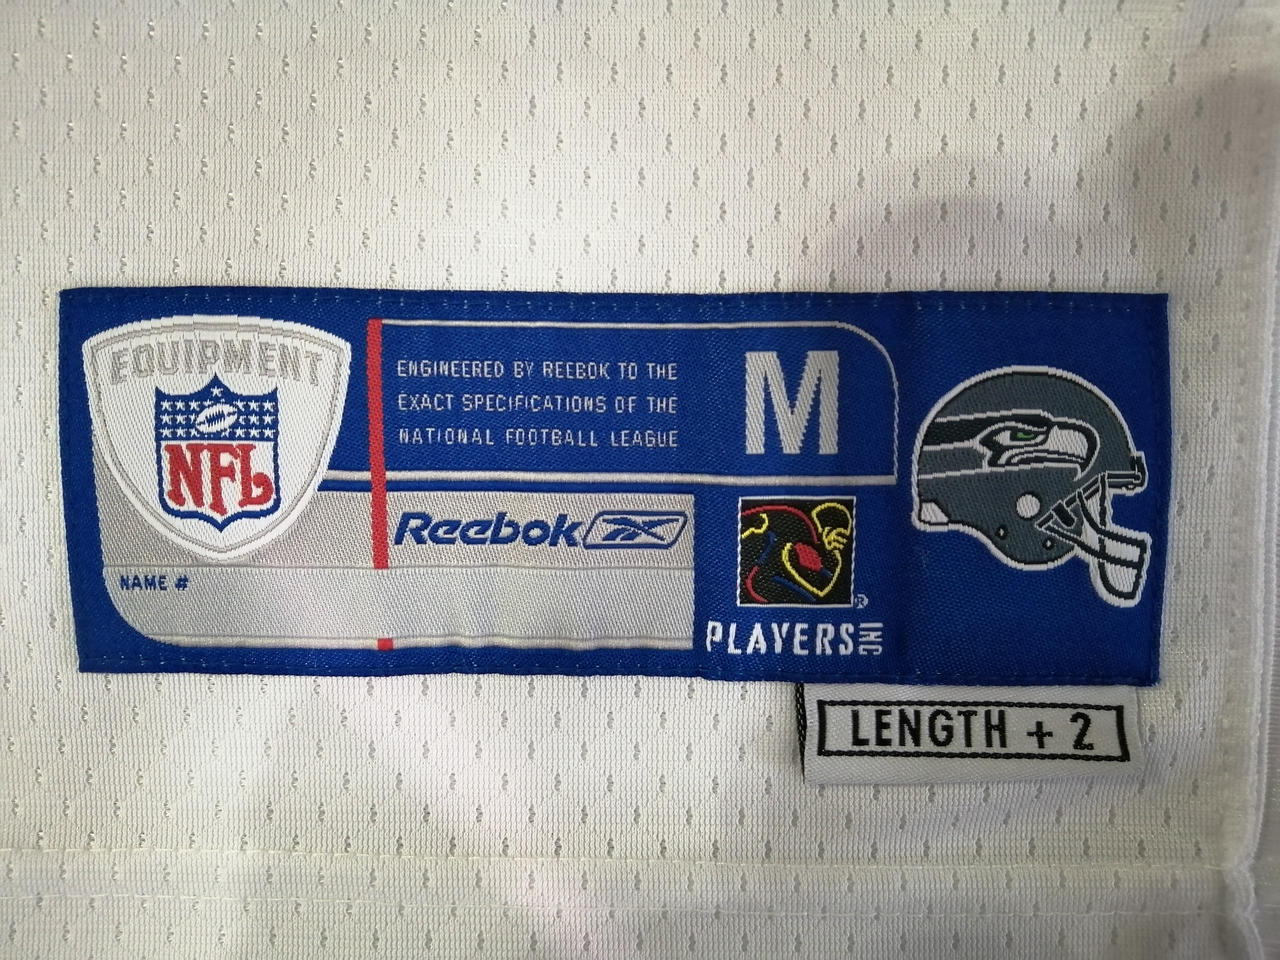 EQUIPMENT
NFL
ENGINEERED BY REEBOK TO THE
EXACT SPECIFICATIONS OF THE
NATIONAL FOOTBALL LEAGUE
M
Reebok
NAME #
®
PLAYERS INC
LENGTH + 2